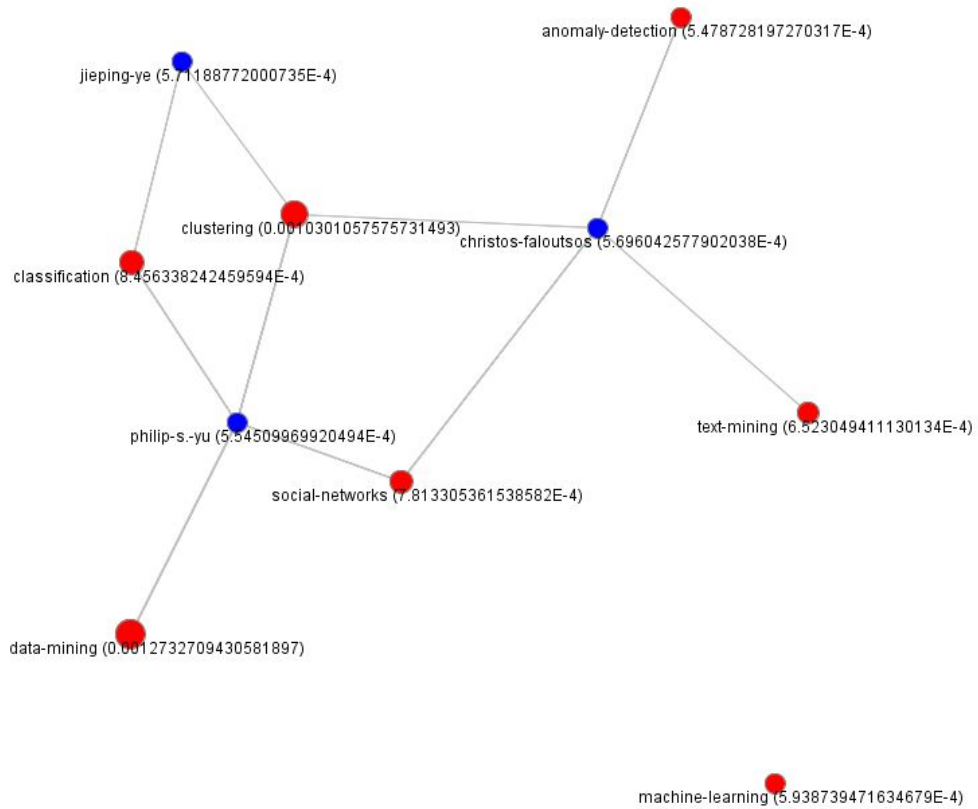 anomaly-detection (5.478728197270317E-4)
jieping-ye (5.71188772000735E-4)
clustering (0.0010301057575731493)
christos-faloutsos (5.696042577902038E-4)
classification (8.456338242459594E-4)
text-mining (6.523049411130134E-4)
philip-s.-yu (5.54509969920494E-4)
social-networks (7.813305361538582E-4)
data-mining (0.0012732709430581897)
machine-learning (5.938739471634679E-4)